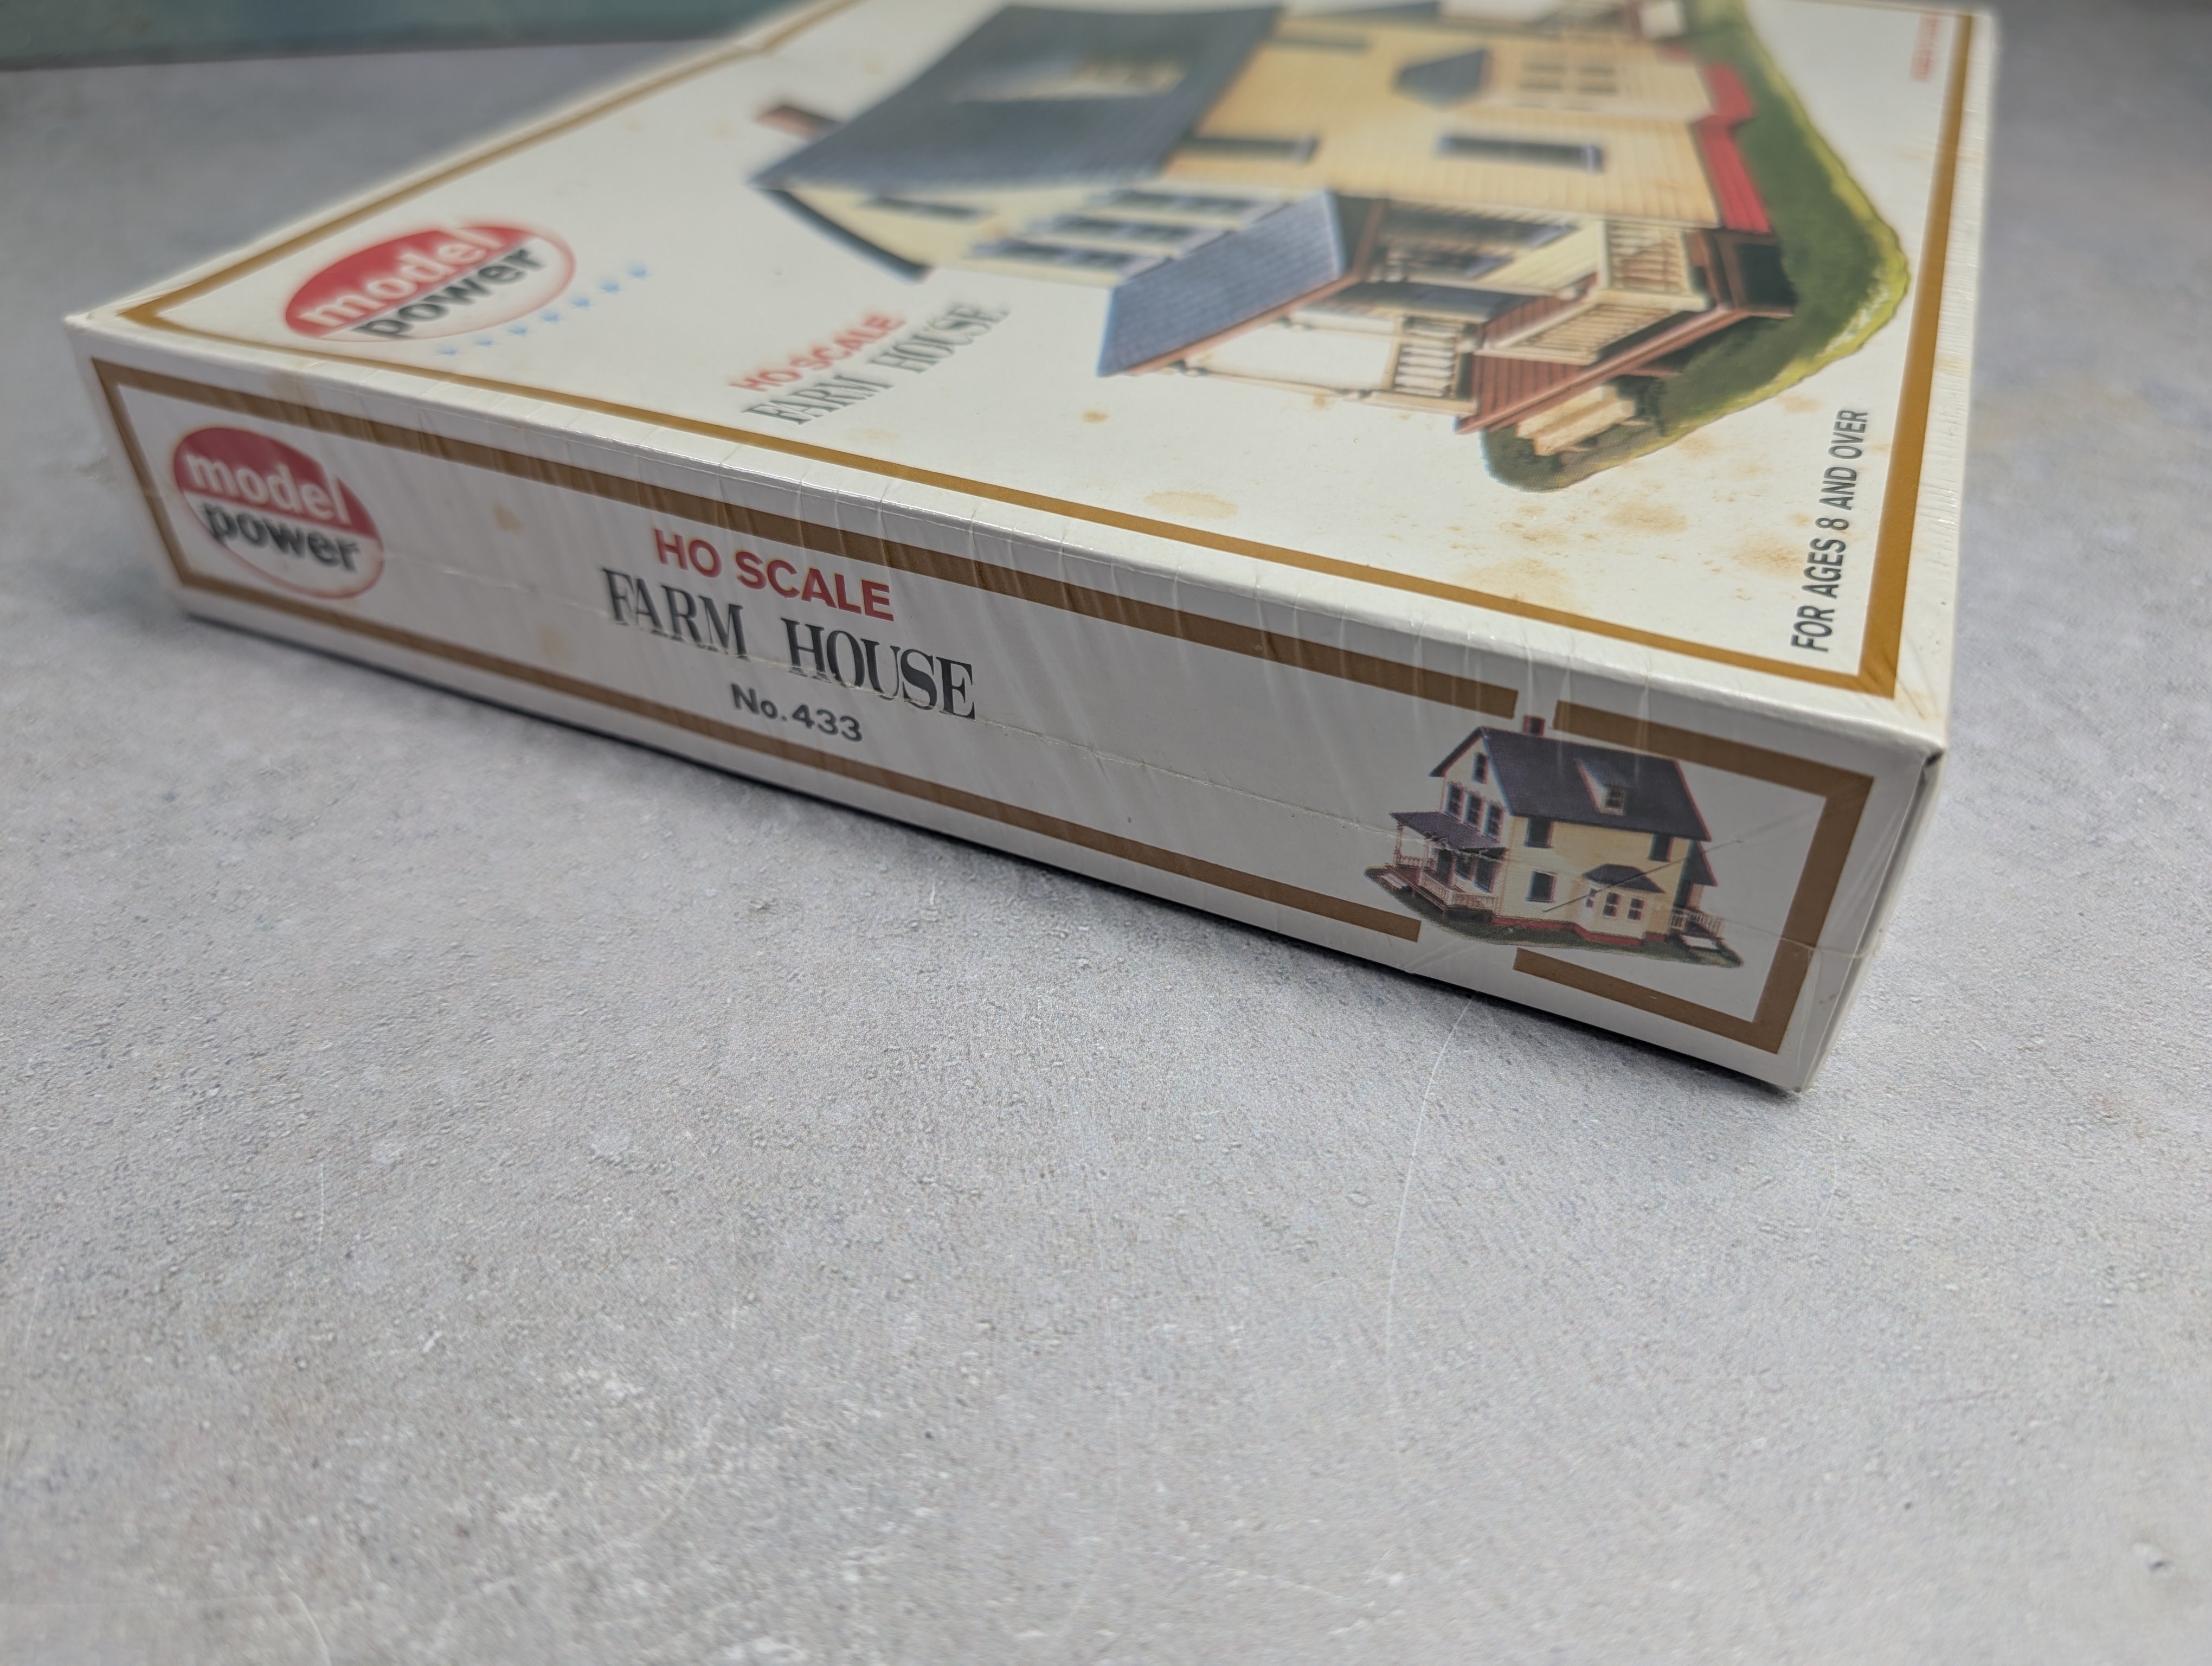 model
power
HO SCALE
FARM HOUSE
FOR AGES 8 AND OVER
model
power
HO SCALE
FARM HOUSE
No.433